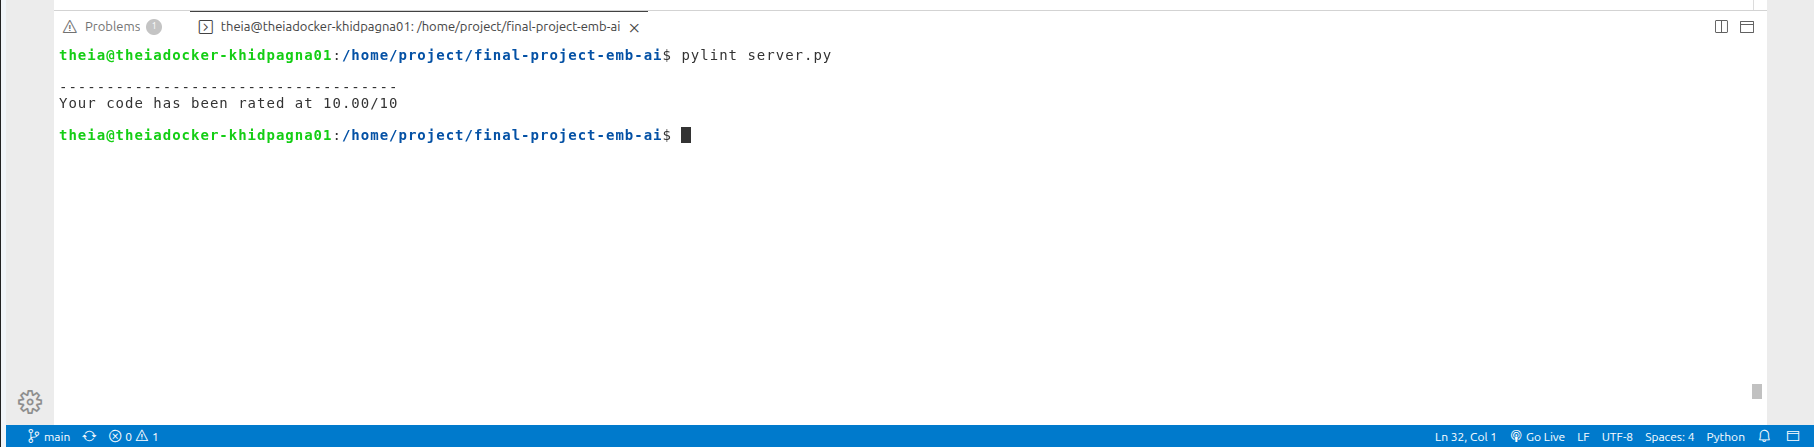 Problems 1 theia@theiadocker-khidpagna01: /home/project/final-project-emb-ai
theia@theiadocker-khidpagna01:/home/project/final-project-emb-ai$ pylint server.py
------------------------------------
Your code has been rated at 10.00/10
theia@theiadocker-khidpagna01:/home/project/final-project-emb-ai$
main 0 1 Ln 32, Col 1 Go Live LF UTF-8 Spaces: 4 Python